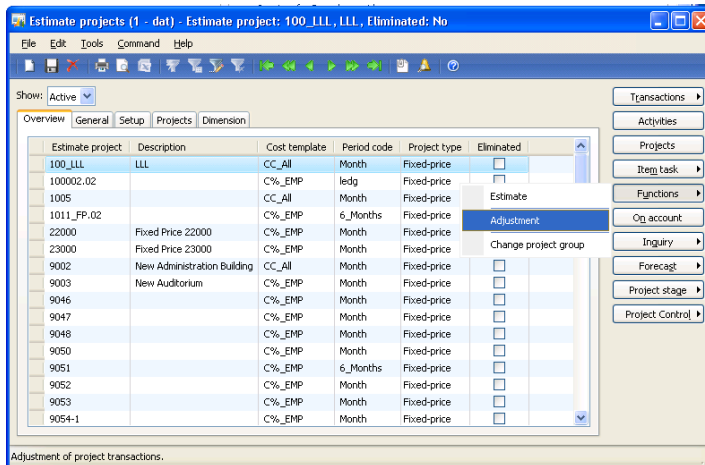 Estimate projects (1 - dat) - Estimate project: 100_LLL, LLL, Eliminated: No
File Edit Tools Command Help
Show: Active
Overview General Setup Projects Dimension
Estimate project Description Cost template Period code Project type Eliminated
100_LLL LLL CC_All Month Fixed-price
100002.02 C%_EMP ledg Fixed-price
1005 CC_All Month Fixed-price
1011_FP.02 C%_EMP 6_Months Fixed-price
22000 Fixed Price 22000 C%_EMP Month Fixed-price
23000 Fixed Price 23000 C%_EMP Month Fixed-price
9002 New Administration Building CC_All Month Fixed-price
9003 New Auditorium C%_EMP Month Fixed-price
9046 C%_EMP Month Fixed-price
9047 C%_EMP Month Fixed-price
9048 C%_EMP Month Fixed-price
9050 C%_EMP Month Fixed-price
9051 C%_EMP 6_Months Fixed-price
9052 C%_EMP Month Fixed-price
9053 C%_EMP Month Fixed-price
9054-1 C%_EMP Month Fixed-price
Estimate
Adjustment
Change project group
Transactions
Activities
Projects
Item task
Functions
On account
Inquiry
Forecast
Project stage
Project Control
Adjustment of project transactions.